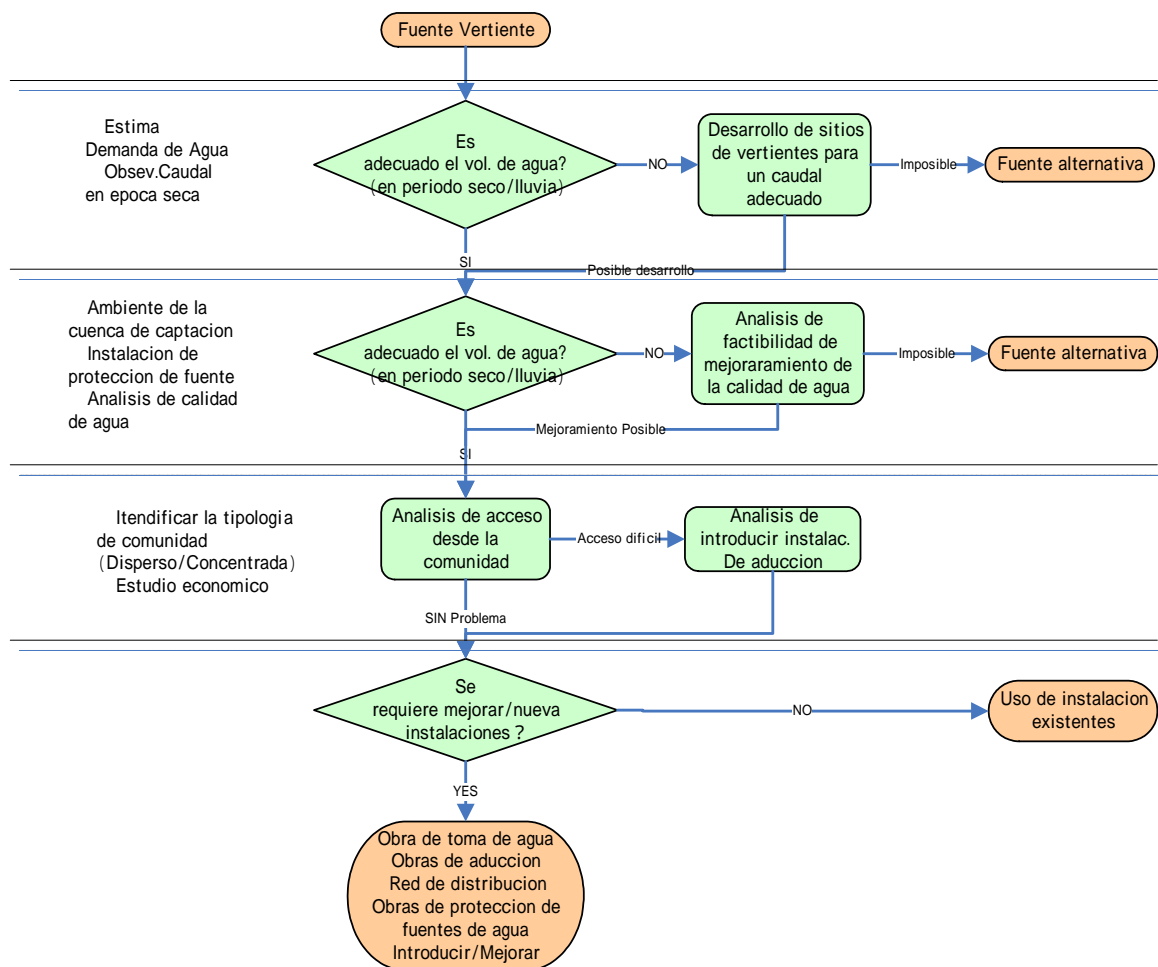 Fuente Vertiente
Estima
Demanda de Agua
Obsev.Caudal
en epoca seca
Es
adecuado el vol. de agua?
(en periodo seco/lluvia)
NO
Desarrollo de sitios
de vertientes para
un caudal
adecuado
Imposible
Fuente alternativa
SI
Posible desarrollo
Ambiente de la
cuenca de captacion
Instalacion de
proteccion de fuente
Analisis de calidad
de agua
Es
adecuado el vol. de agua?
(en periodo seco/lluvia)
NO
Analisis de
factibilidad de
mejoraramiento de
la calidad de agua
Imposible
Fuente alternativa
Mejoramiento Posible
SI
Itendificar la tipologia
de comunidad
(Disperso/Concentrada)
Estudio economico
Analisis de acceso
desde la
comunidad
Acceso dificil
Analisis de
introducir instalac.
De aduccion
SIN Problema
Se
requiere mejorar/nueva
instalaciones ?
NO
Uso de instalacion
existentes
YES
Obra de toma de agua
Obras de aduccion
Red de distribucion
Obras de proteccion de
fuentes de agua
Introducir/Mejorar